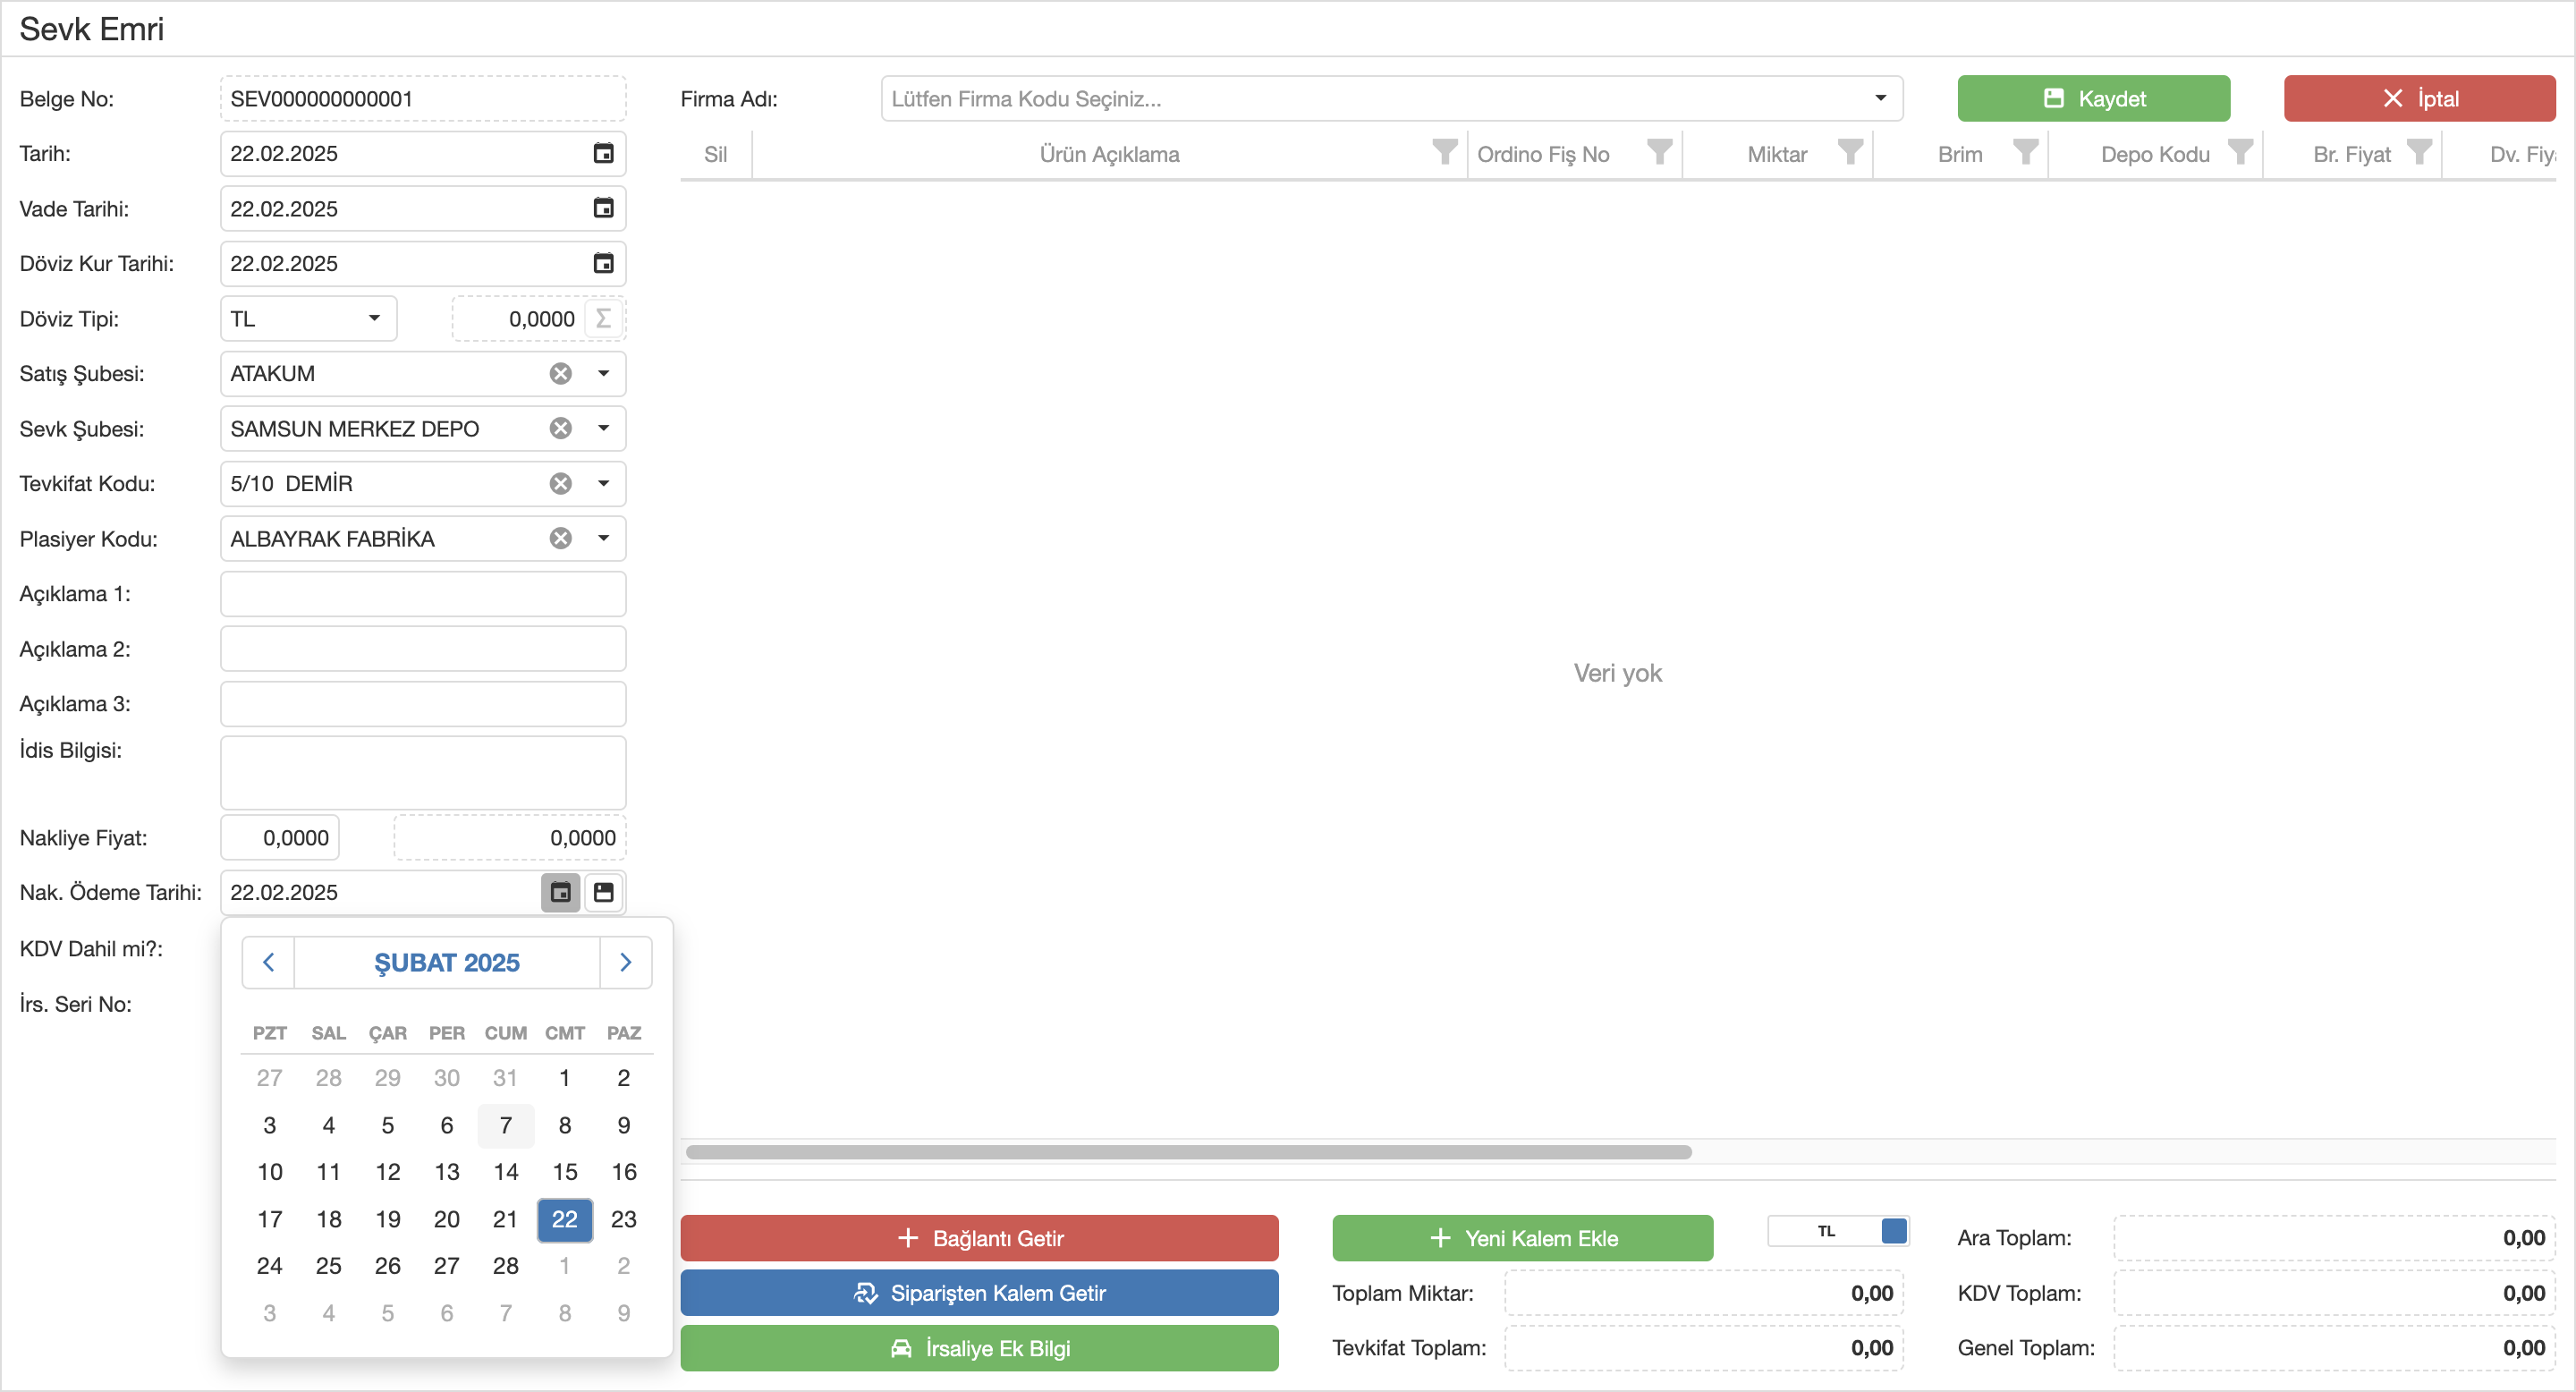 Sevk Emri
Belge No: SEV000000000001
Firma Adı: Lütfen Firma Kodu Seçiniz...
Kaydet
İptal
Tarih: 22.02.2025
Sil Ürün Açıklama Ordino Fiş No Miktar Brim Depo Kodu Br. Fiyat Dv. Fiy
Vade Tarihi: 22.02.2025
Döviz Kur Tarihi: 22.02.2025
Döviz Tipi: TL 0,0000 Σ
Satış Şubesi: ATAKUM
Sevk Şubesi: SAMSUN MERKEZ DEPO
Tevkifat Kodu: 5/10 DEMİR
Plasiyer Kodu: ALBAYRAK FABRİKA
Açıklama 1:
Açıklama 2:
Açıklama 3:
Veri yok
İdis Bilgisi:
Nakliye Fiyat: 0,0000 0,0000
Nak. Ödeme Tarihi: 22.02.2025
KDV Dahil mi?:
İrs. Seri No:
ŞUBAT 2025
PZT SAL ÇAR PER CUM CMT PAZ
27 28 29 30 31 1 2
3 4 5 6 7 8 9
10 11 12 13 14 15 16
17 18 19 20 21 22 23
24 25 26 27 28 1 2
3 4 5 6 7 8 9
Bağlantı Getir
Siparişten Kalem Getir
İrsaliye Ek Bilgi
Yeni Kalem Ekle
TL
Toplam Miktar: 0,00
Tevkifat Toplam: 0,00
Ara Toplam: 0,00
KDV Toplam: 0,00
Genel Toplam: 0,00